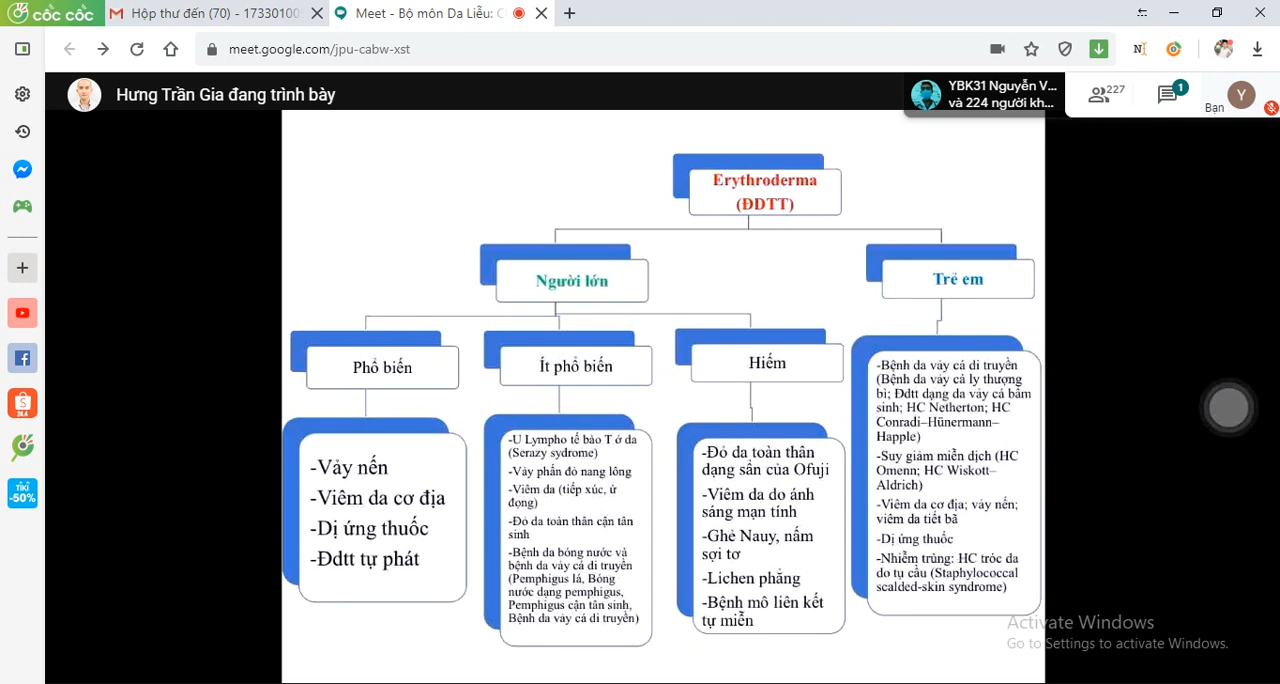 cốc cốc
Hộp thư đến (70) - 17330100
Meet - Bộ môn Da Liễu: C
meet.google.com/jpu-cabw-xst
Hưng Trần Gia đang trình bày
YBK31 Nguyễn V...
và 224 người kh...
227
1
Bạn
Y
Erythroderma
(ĐDTT)
Người lớn
Trẻ em
Phổ biến
Ít phổ biến
Hiếm
-Vảy nến
-Viêm da cơ địa
-Dị ứng thuốc
-Đdtt tự phát
-U Lympho tế bào T ở da
(Serazy sydrome)
-Vảy phấn đỏ nang lông
-Viêm da (tiếp xúc, ứ
đọng)
-Đỏ da toàn thân cận tân
sinh
-Bệnh da bóng nước và
bệnh da vảy cá di truyền
(Pemphigus lá, Bóng
nước dạng pemphigus,
Pemphigus cận tân sinh,
Bệnh da vảy cá di truyền)
-Đỏ da toàn thân
dạng sẩn của Ofuji
-Viêm da do ánh
sáng mạn tính
-Ghẻ Nauy, nấm
sợi tơ
-Lichen phẳng
-Bệnh mô liên kết
tự miễn
-Bệnh da vảy cá di truyền
(Bệnh da vảy cá ly thượng
bì; Đdtt dạng da vảy cá bẩm
sinh; HC Netherton; HC
Conradi–Hünermann–
Happle)
-Suy giảm miễn dịch (HC
Omenn; HC Wiskott–
Aldrich)
-Viêm da cơ địa; vảy nến;
viêm da tiết bã
-Dị ứng thuốc
-Nhiễm trùng: HC tróc da
do tụ cầu (Staphylococcal
scalded-skin syndrome)
TIKI
-50%
Activate Windows
Go to Settings to activate Windows.